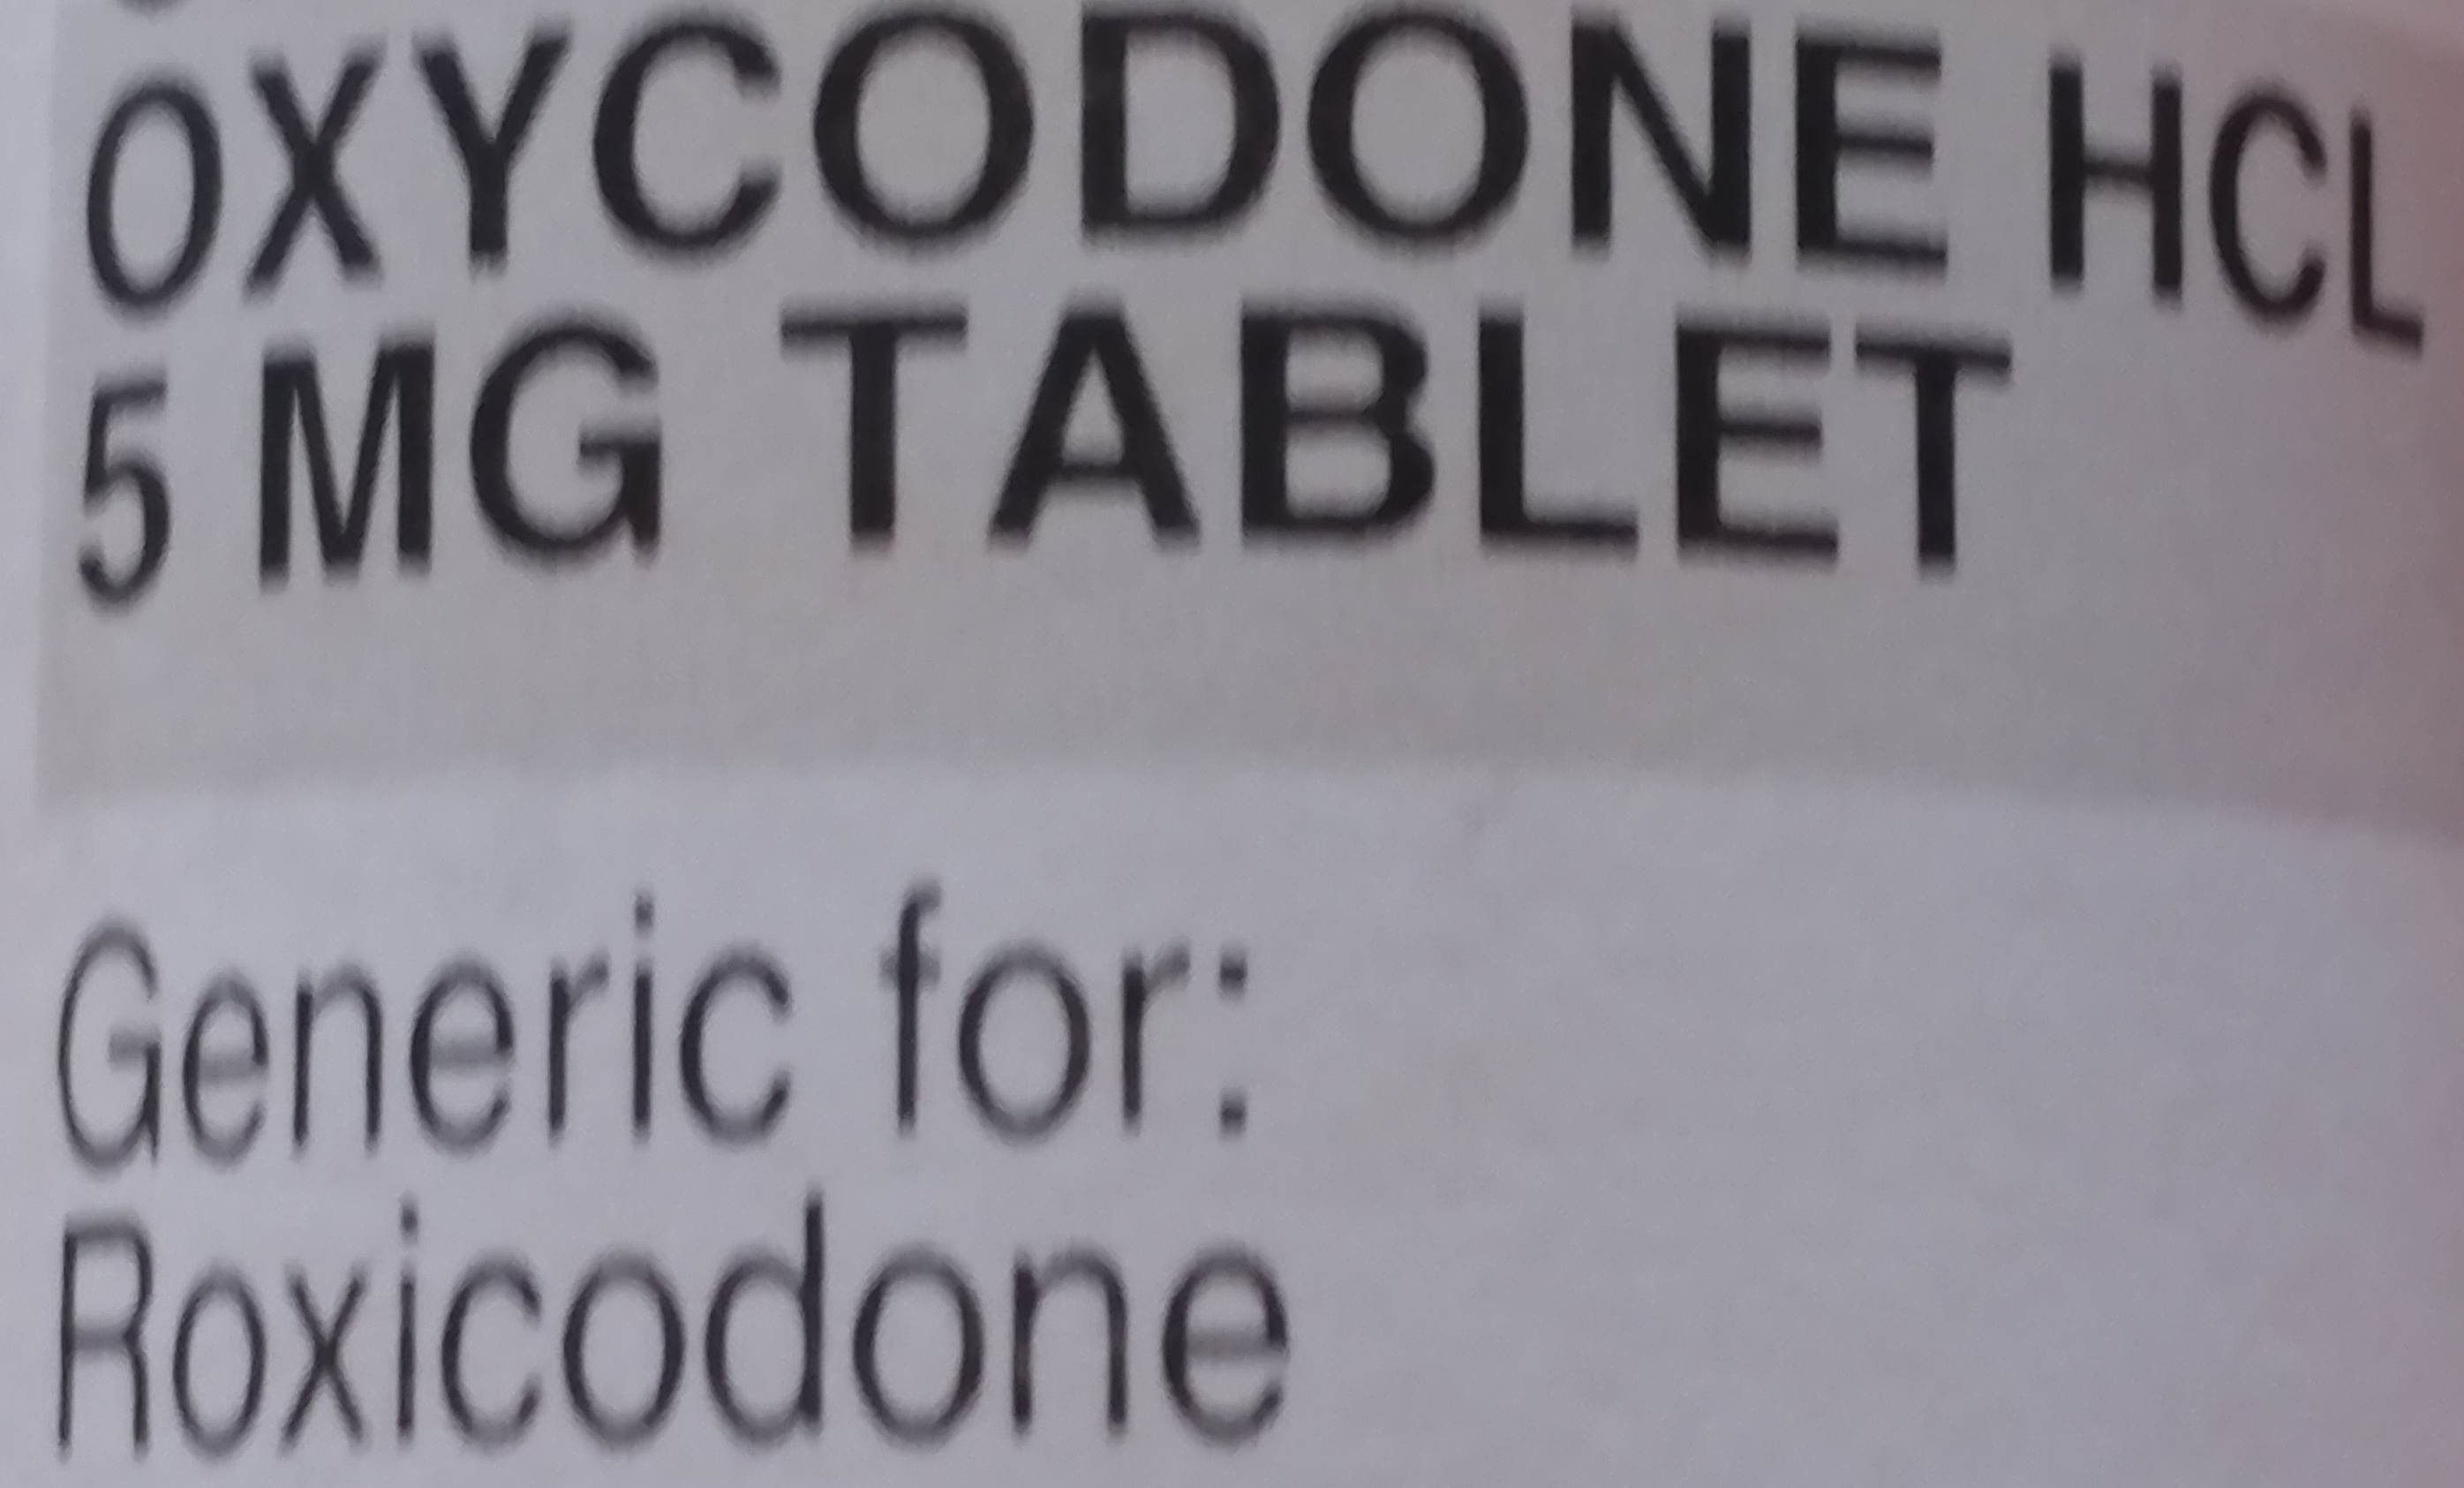 OXYCODONE HCL
5 MG TABLET
Generic for:
Roxicodone